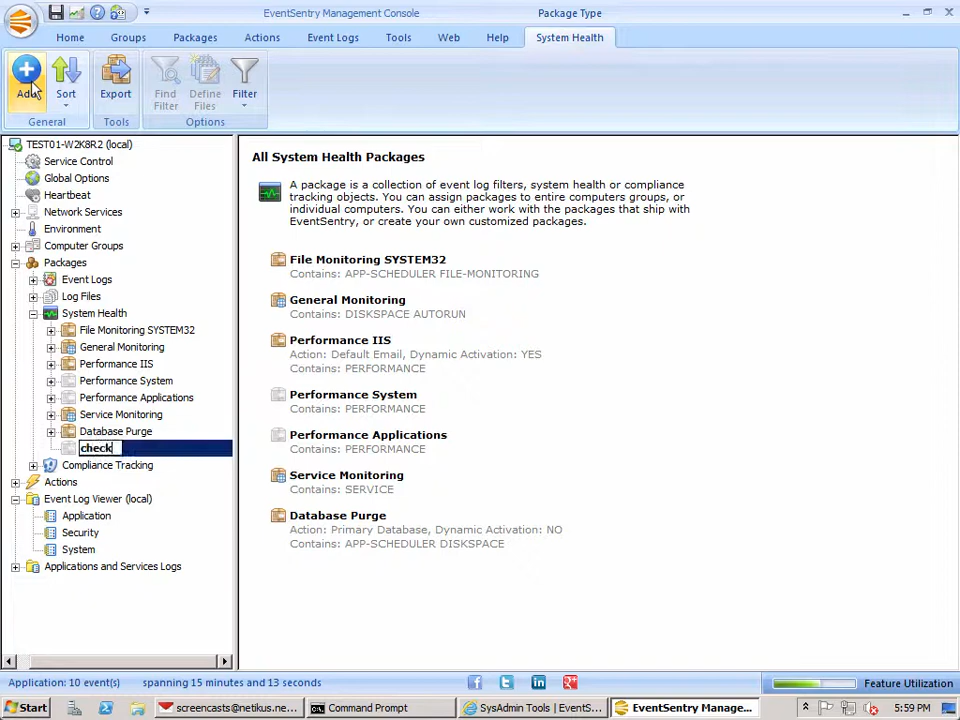 EventSentry Management Console
Package Type
Home
Groups
Packages
Actions
Event Logs
Tools
Web
Help
System Health
Add
Sort
Export
Find Filter
Define Files
Filter
General
Tools
Options
TEST01-W2K8R2 (local)
Service Control
Global Options
Heartbeat
Network Services
Environment
Computer Groups
Packages
Event Logs
Log Files
System Health
File Monitoring SYSTEM32
General Monitoring
Performance IIS
Performance System
Performance Applications
Service Monitoring
Database Purge
check
Compliance Tracking
Actions
Event Log Viewer (local)
Application
Security
System
Applications and Services Logs
All System Health Packages
A package is a collection of event log filters, system health or compliance
tracking objects. You can assign packages to entire computers groups, or
individual computers. You can either work with the packages that ship with
EventSentry, or create your own customized packages.
File Monitoring SYSTEM32
Contains: APP-SCHEDULER FILE-MONITORING
General Monitoring
Contains: DISKSPACE AUTORUN
Performance IIS
Action: Default Email, Dynamic Activation: YES
Contains: PERFORMANCE
Performance System
Contains: PERFORMANCE
Performance Applications
Contains: PERFORMANCE
Service Monitoring
Contains: SERVICE
Database Purge
Action: Primary Database, Dynamic Activation: NO
Contains: APP-SCHEDULER DISKSPACE
Application: 10 event(s)
spanning 15 minutes and 13 seconds
Feature Utilization
Start
screencasts@netikus.ne...
Command Prompt
SysAdmin Tools | EventS...
EventSentry Manage...
5:59 PM